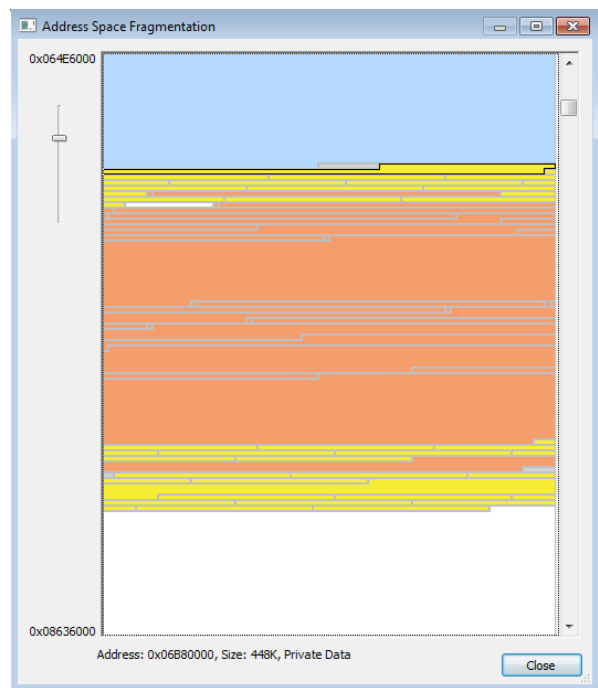 Address Space Fragmentation
0x064E6000
0x08636000
Address: 0x06B80000, Size: 448K, Private Data
Close